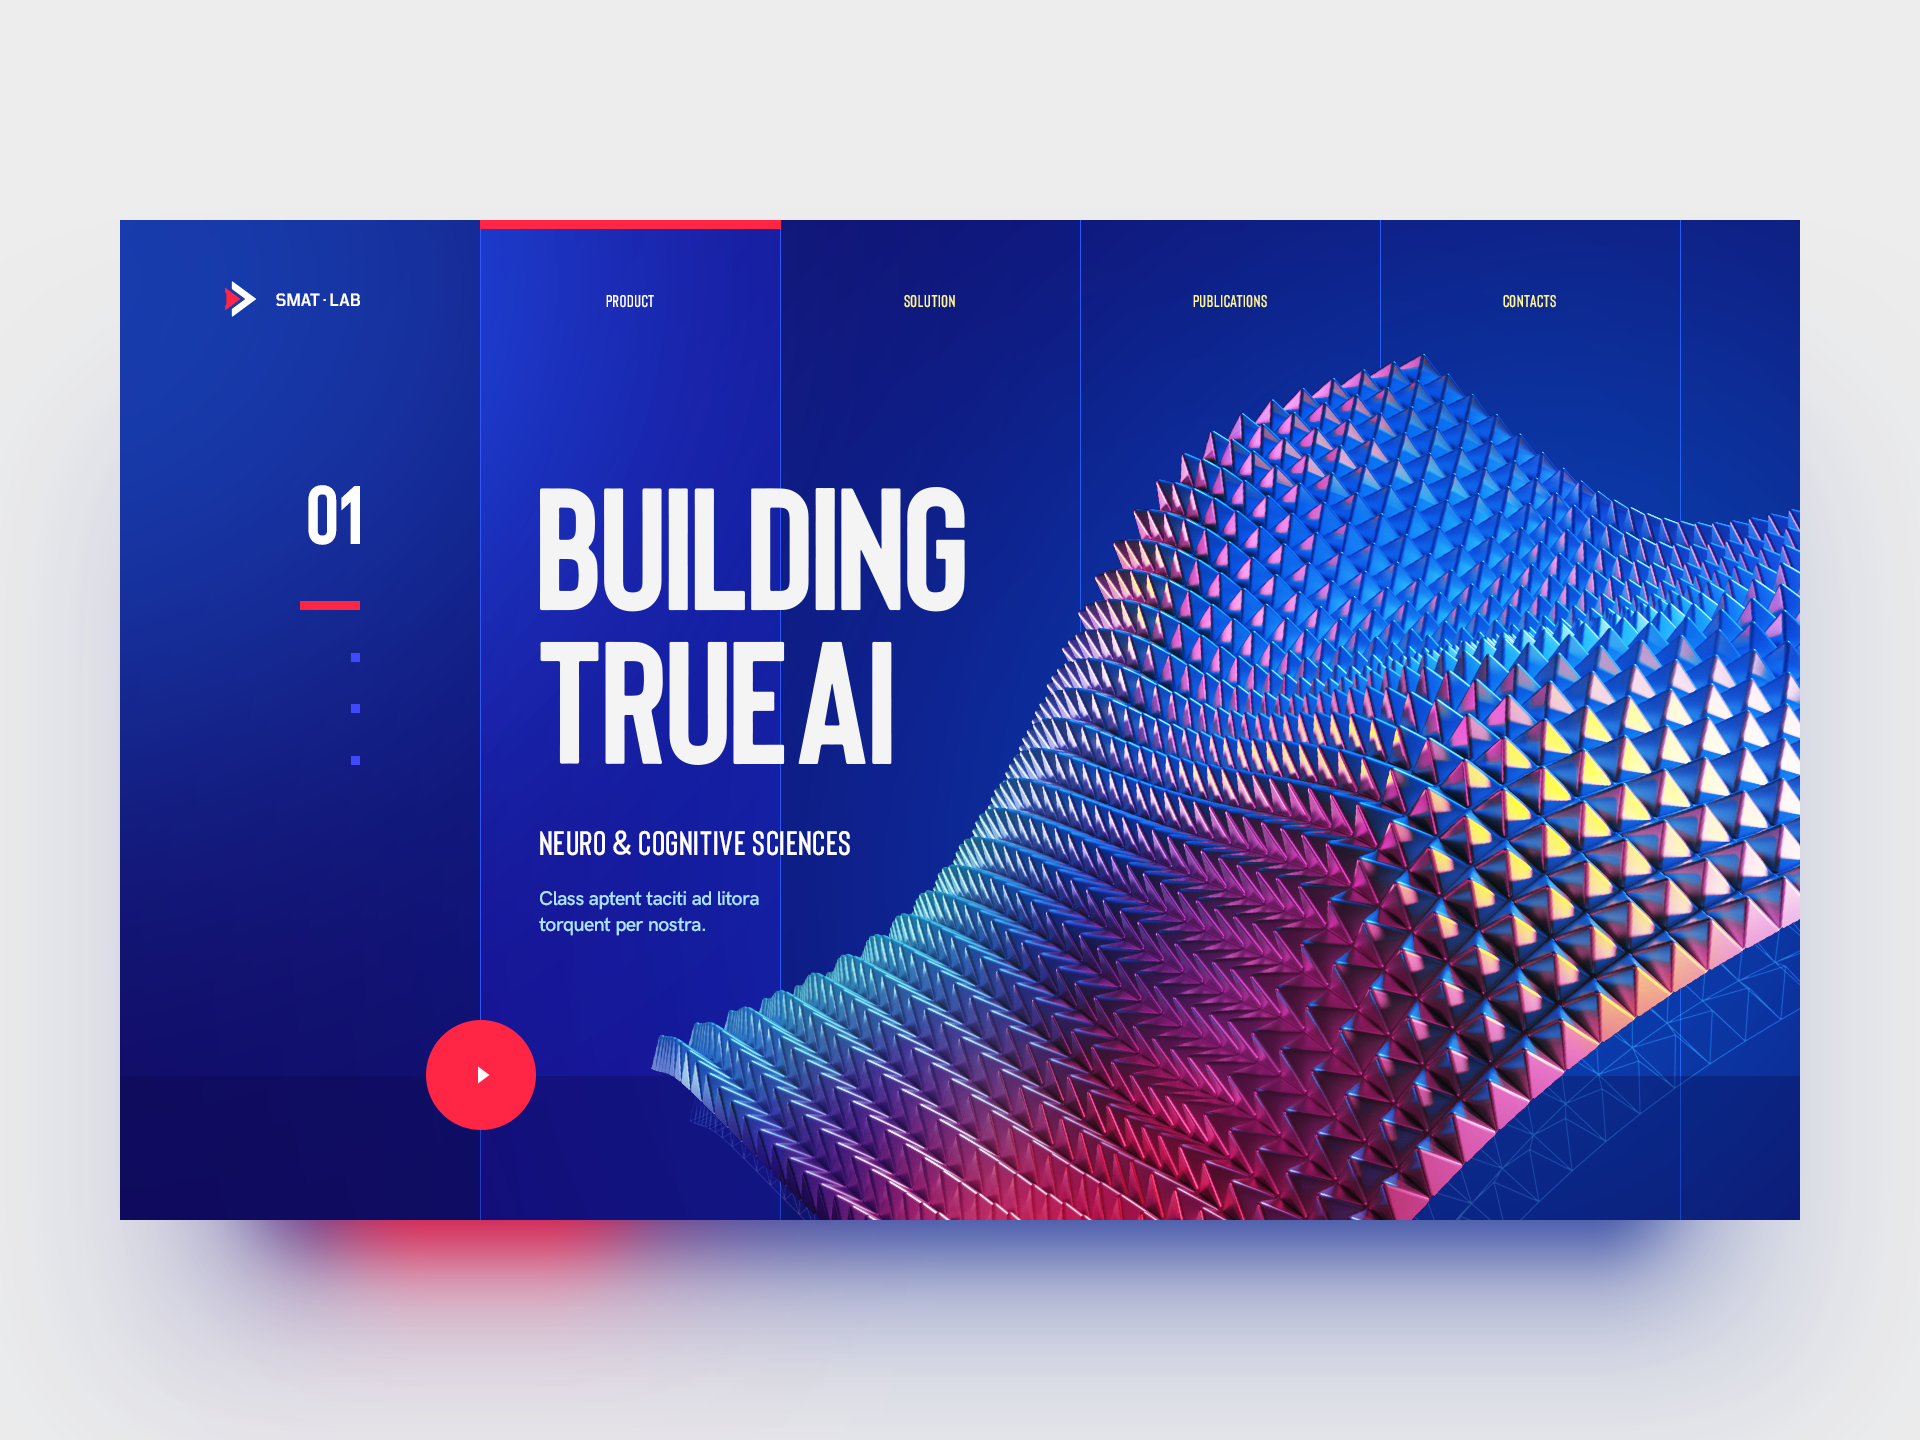 SMAT·LAB
PRODUCT
SOLUTION
PUBLICATIONS
CONTACTS
01
BUILDING
TRUE AI
NEURO & COGNITIVE SCIENCES
Class aptent taciti ad litora
torquent per nostra.